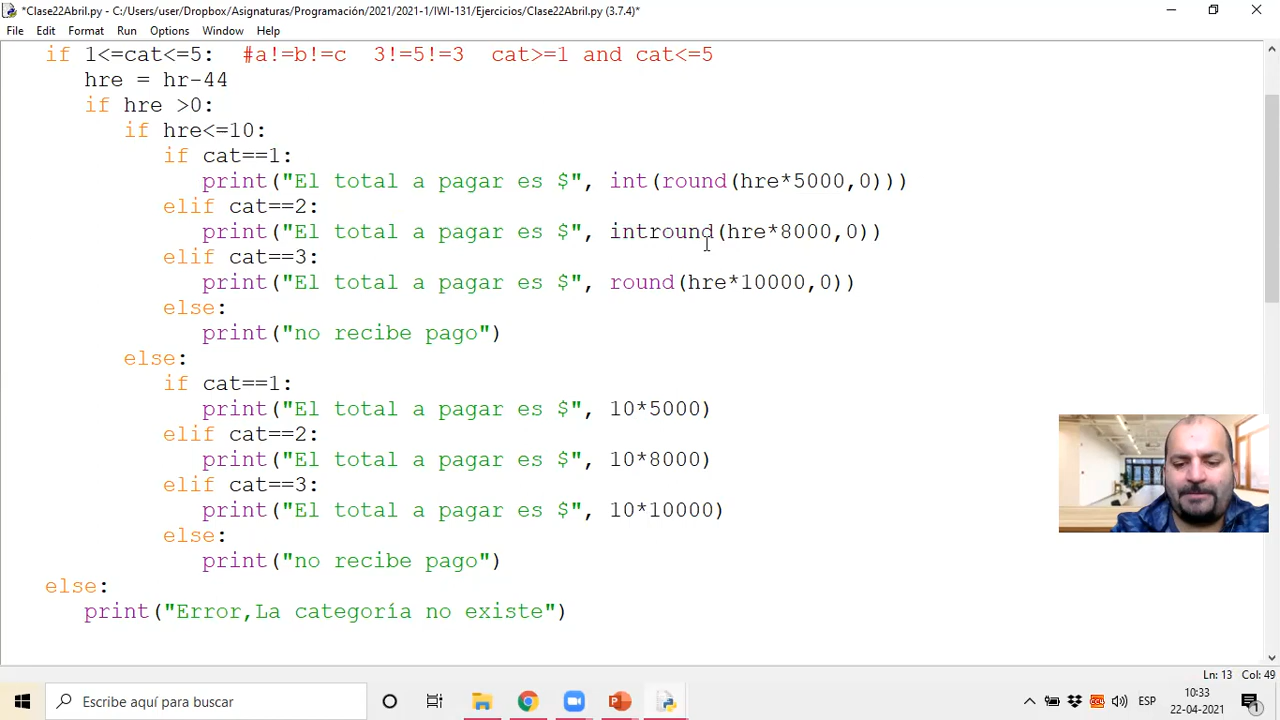 *Clase22Abril.py - C:/Users/user/Dropbox/Asignaturas/Programación/2021/2021-1/IWI-131/Ejercicios/Clase22Abril.py (3.7.4)*
File Edit Format Run Options Window Help
if 1<=cat<=5:  #a!=b!=c  3!=5!=3  cat>=1 and cat<=5
hre = hr-44
if hre >0:
if hre<=10:
if cat==1:
print("El total a pagar es $", int(round(hre*5000,0)))
elif cat==2:
print("El total a pagar es $", intround(hre*8000,0))
elif cat==3:
print("El total a pagar es $", round(hre*10000,0))
else:
print("no recibe pago")
else:
if cat==1:
print("El total a pagar es $", 10*5000)
elif cat==2:
print("El total a pagar es $", 10*8000)
elif cat==3:
print("El total a pagar es $", 10*10000)
else:
print("no recibe pago")
else:
print("Error,La categoría no existe")
Ln: 13 Col: 49
Escribe aquí para buscar
ESP
10:33
22-04-2021
1